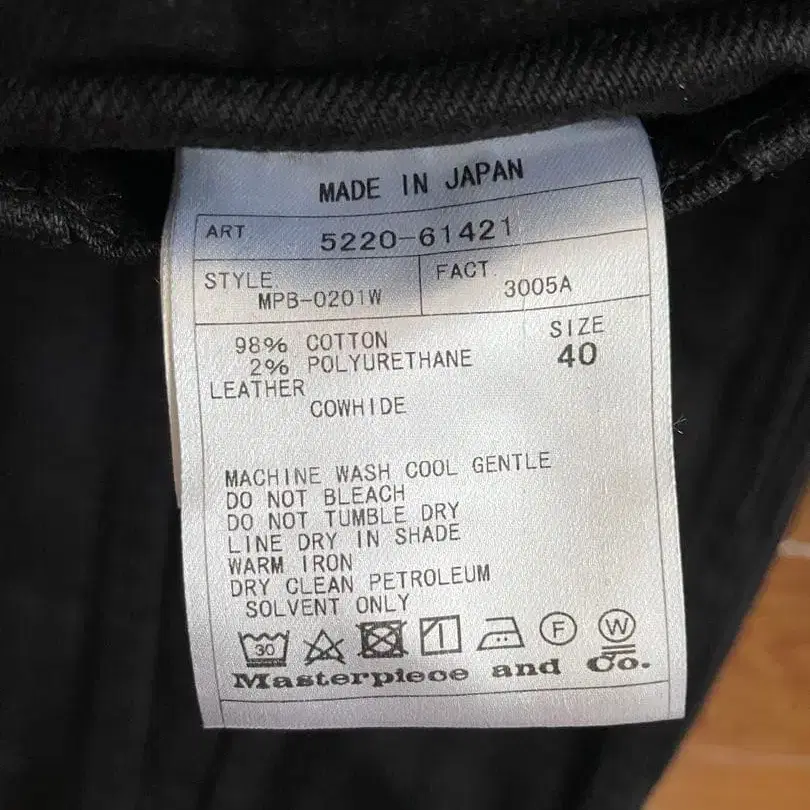 MADE IN JAPAN
ART 5220-61421
STYLE FACT.
MPB-0201W 3005A
98% COTTON SIZE
2% POLYURETHANE 40
LEATHER
COWHIDE
MACHINE WASH COOL GENTLE
DO NOT BLEACH
DO NOT TUMBLE DRY
LINE DRY IN SHADE
WARM IRON
DRY CLEAN PETROLEUM
SOLVENT ONLY
30 F W
Masterpiece and Co.